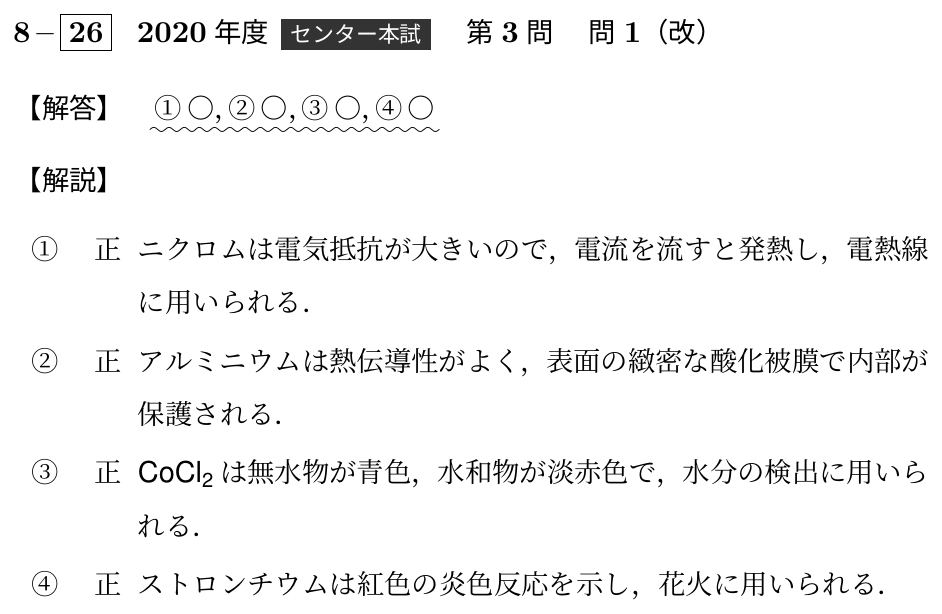 8－26 2020 年度 センター本試 第 3 問 問 1（改）
【解答】 ①○, ②○, ③○, ④○
【解説】
① 正 ニクロムは電気抵抗が大きいので，電流を流すと発熱し，電熱線
に用いられる．
② 正 アルミニウムは熱伝導性がよく，表面の緻密な酸化被膜で内部が
保護される．
③ 正 CoCl₂ は無水物が青色，水和物が淡赤色で，水分の検出に用いら
れる．
④ 正 ストロンチウムは紅色の炎色反応を示し，花火に用いられる．